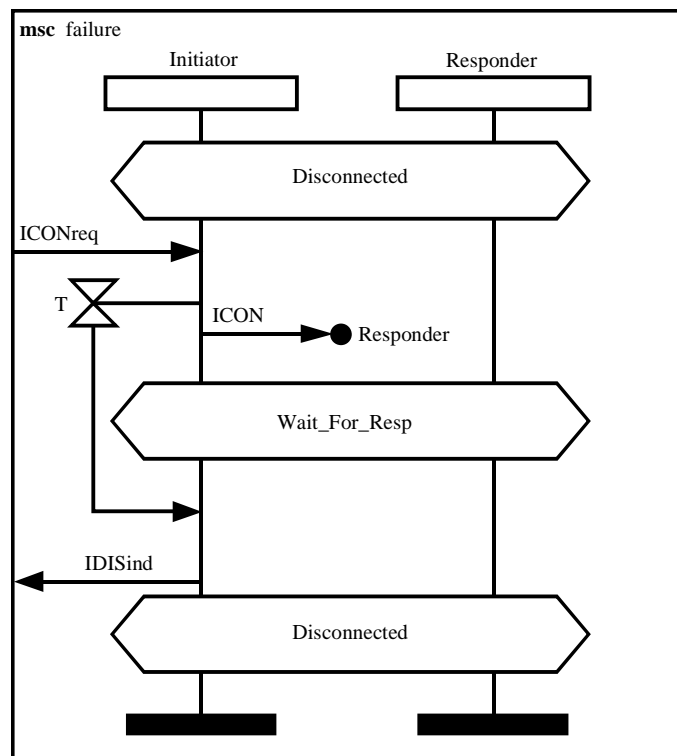 msc failure
Initiator
Responder
Disconnected
ICONreq
T
ICON
Responder
Wait_For_Resp
IDISind
Disconnected